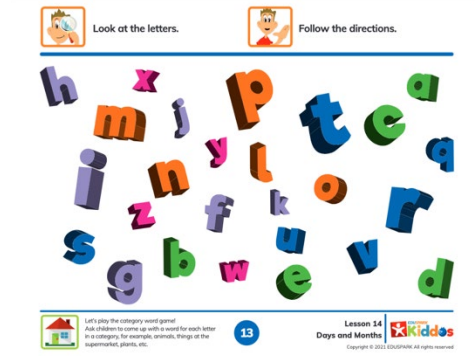 Look at the letters.
Follow the directions.
h
x
m
j
p
t
c
a
q
i
n
y
l
z
f
k
o
r
s
g
b
w
u
e
v
d
Let's play the category word game!
Ask children to come up with a word for each letter
in a category, for example, animals, things at the
supermarket, plants, etc.
13
Lesson 14
Days and Months
EDUSPARK
Kiddos
Copyright © 2021 EDUSPARK All rights reserved